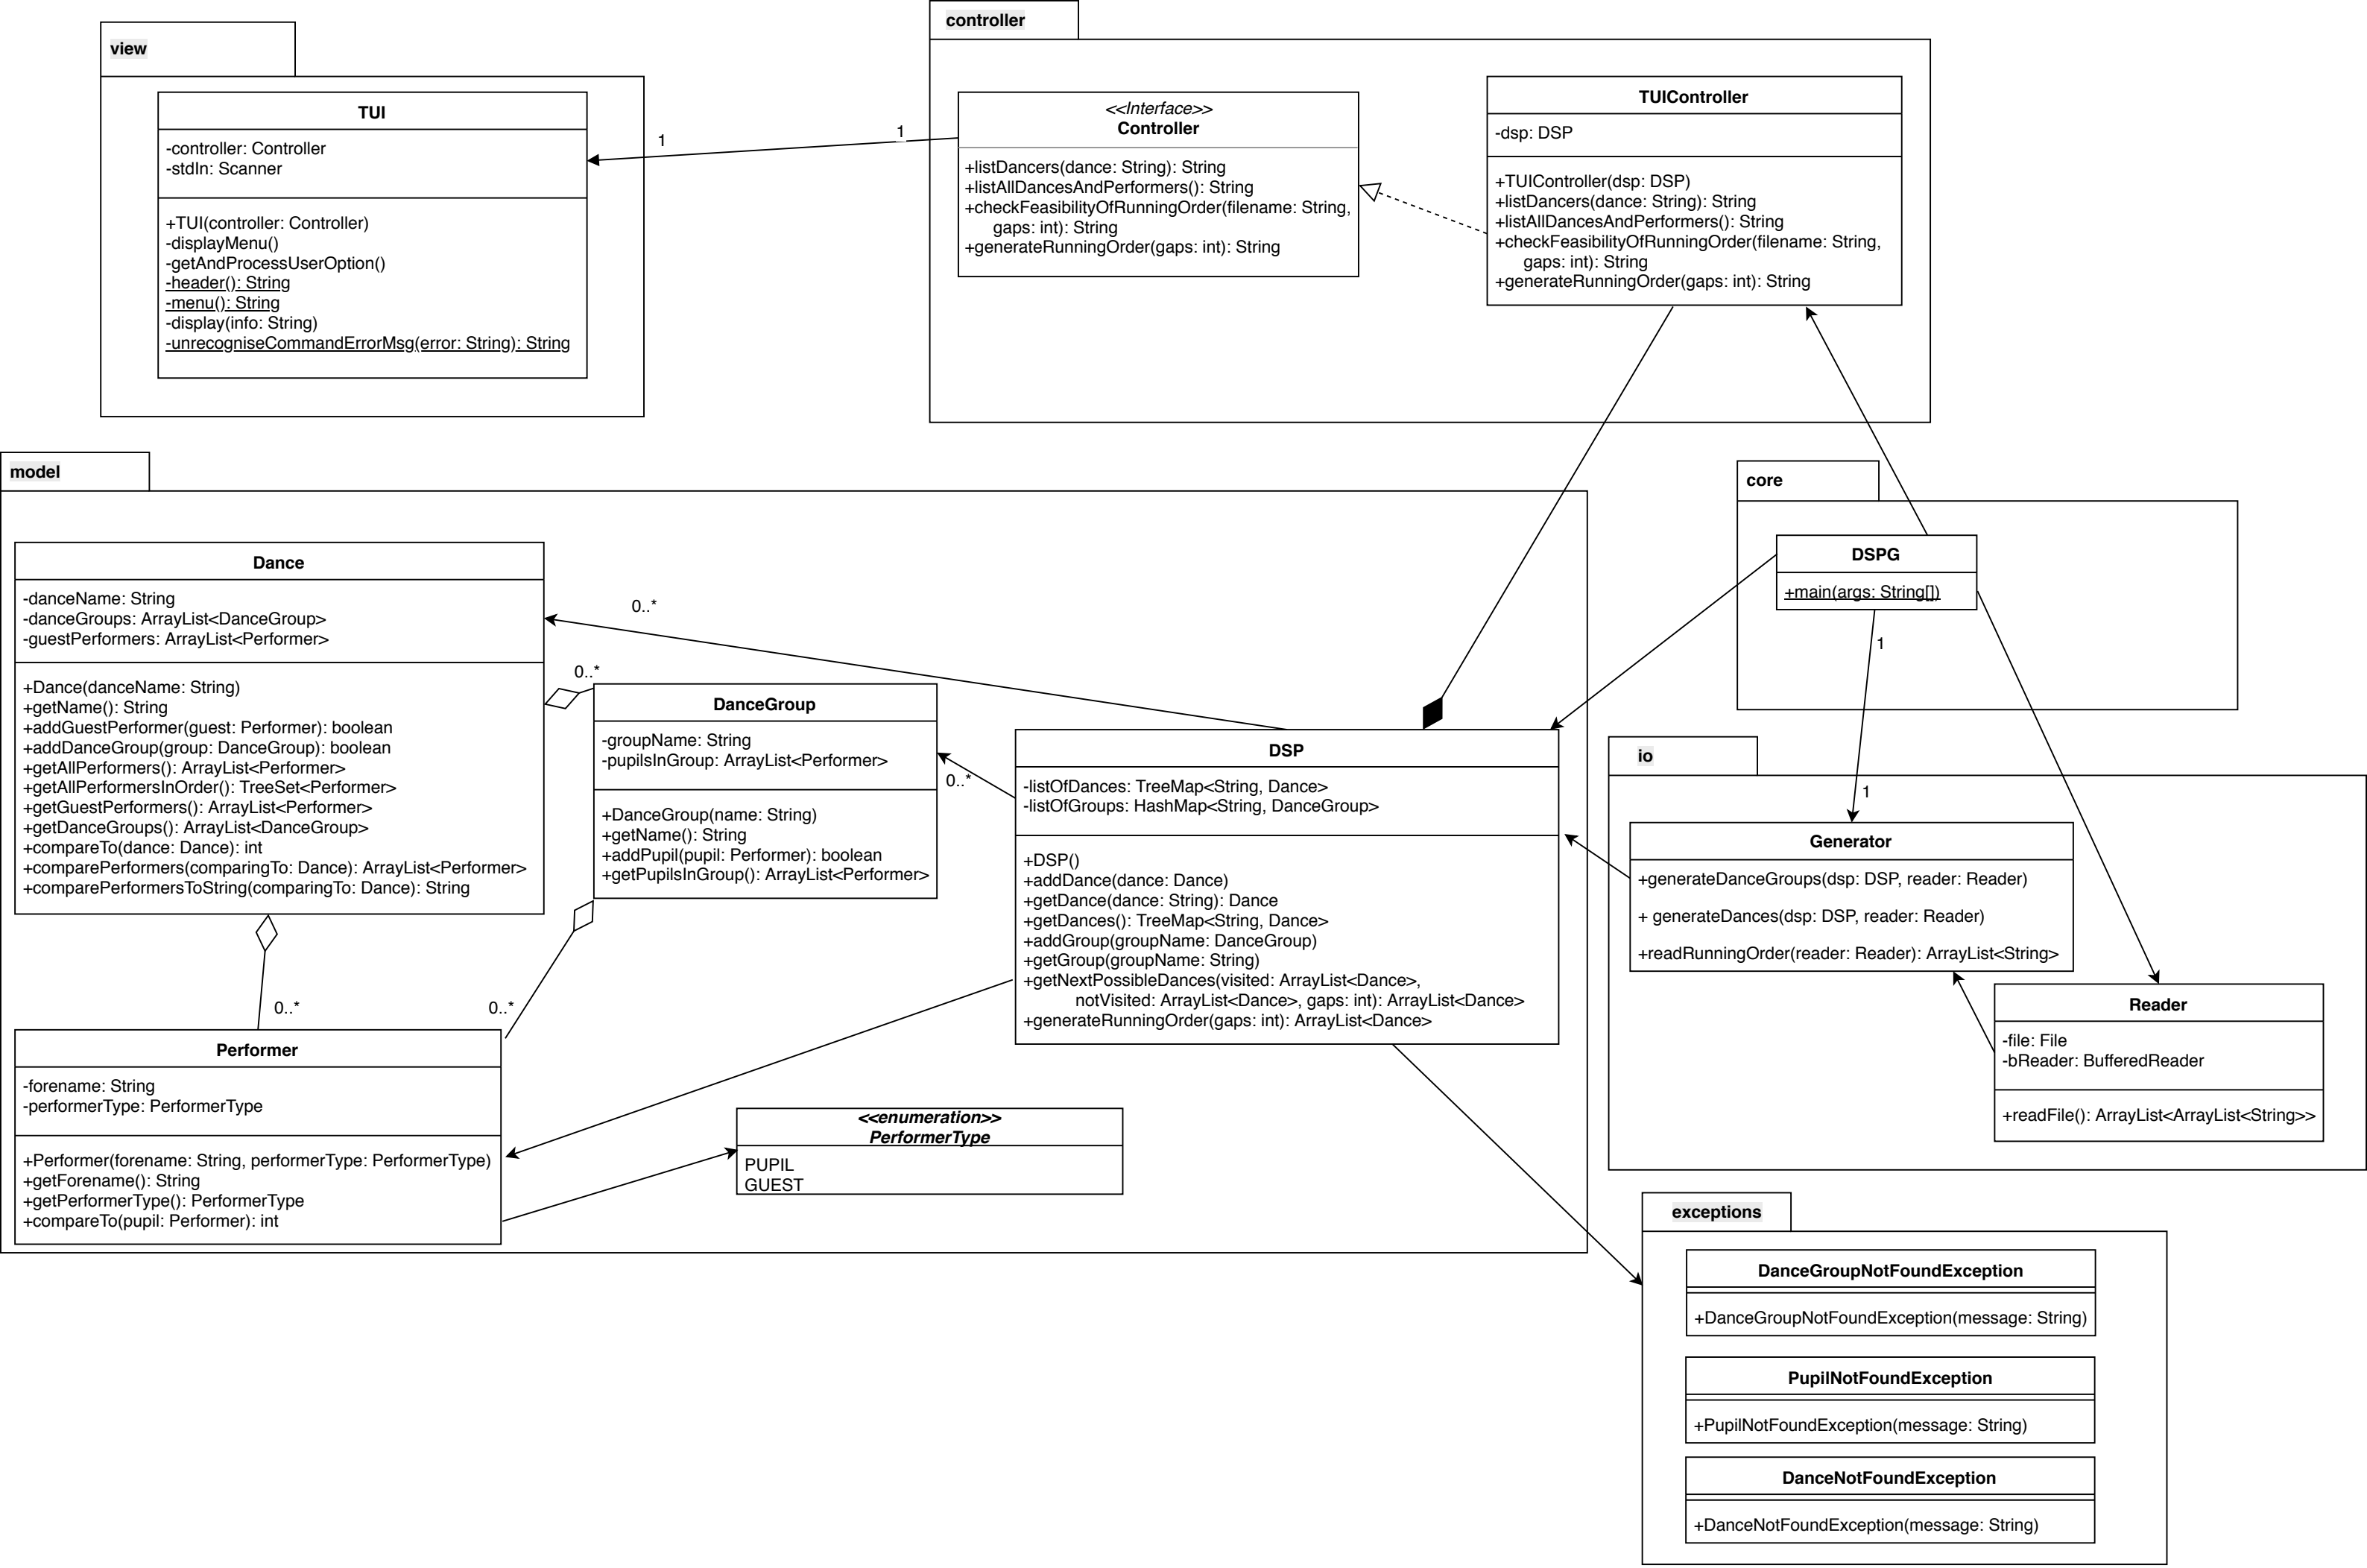 view
TUI
-controller: Controller
-stdIn: Scanner
+TUI(controller: Controller)
-displayMenu()
-getAndProcessUserOption()
-header(): String
-menu(): String
-display(info: String)
-unrecogniseCommandErrorMsg(error: String): String
1
1
controller
<<Interface>>
Controller
+listDancers(dance: String): String
+listAllDancesAndPerformers(): String
+checkFeasibilityOfRunningOrder(filename: String,
gaps: int): String
+generateRunningOrder(gaps: int): String
TUIController
-dsp: DSP
+TUIController(dsp: DSP)
+listDancers(dance: String): String
+listAllDancesAndPerformers(): String
+checkFeasibilityOfRunningOrder(filename: String,
gaps: int): String
+generateRunningOrder(gaps: int): String
model
Dance
-danceName: String
-danceGroups: ArrayList<DanceGroup>
-guestPerformers: ArrayList<Performer>
+Dance(danceName: String)
+getName(): String
+addGuestPerformer(guest: Performer): boolean
+addDanceGroup(group: DanceGroup): boolean
+getAllPerformers(): ArrayList<Performer>
+getAllPerformersInOrder(): TreeSet<Performer>
+getGuestPerformers(): ArrayList<Performer>
+getDanceGroups(): ArrayList<DanceGroup>
+compareTo(dance: Dance): int
+comparePerformers(comparingTo: Dance): ArrayList<Performer>
+comparePerformersToString(comparingTo: Dance): String
0..*
0..*
DanceGroup
-groupName: String
-pupilsInGroup: ArrayList<Performer>
+DanceGroup(name: String)
+getName(): String
+addPupil(pupil: Performer): boolean
+getPupilsInGroup(): ArrayList<Performer>
0..*
0..*
0..*
DSP
-listOfDances: TreeMap<String, Dance>
-listOfGroups: HashMap<String, DanceGroup>
+DSP()
+addDance(dance: Dance)
+getDance(dance: String): Dance
+getDances(): TreeMap<String, Dance>
+addGroup(groupName: DanceGroup)
+getGroup(groupName: String)
+getNextPossibleDances(visited: ArrayList<Dance>,
notVisited: ArrayList<Dance>, gaps: int): ArrayList<Dance>
+generateRunningOrder(gaps: int): ArrayList<Dance>
Performer
-forename: String
-performerType: PerformerType
+Performer(forename: String, performerType: PerformerType)
+getForename(): String
+getPerformerType(): PerformerType
+compareTo(pupil: Performer): int
<<enumeration>>
PerformerType
PUPIL
GUEST
core
DSPG
+main(args: String[])
1
1
io
Generator
+generateDanceGroups(dsp: DSP, reader: Reader)
+ generateDances(dsp: DSP, reader: Reader)
+readRunningOrder(reader: Reader): ArrayList<String>
Reader
-file: File
-bReader: BufferedReader
+readFile(): ArrayList<ArrayList<String>>
exceptions
DanceGroupNotFoundException
+DanceGroupNotFoundException(message: String)
PupilNotFoundException
+PupilNotFoundException(message: String)
DanceNotFoundException
+DanceNotFoundException(message: String)